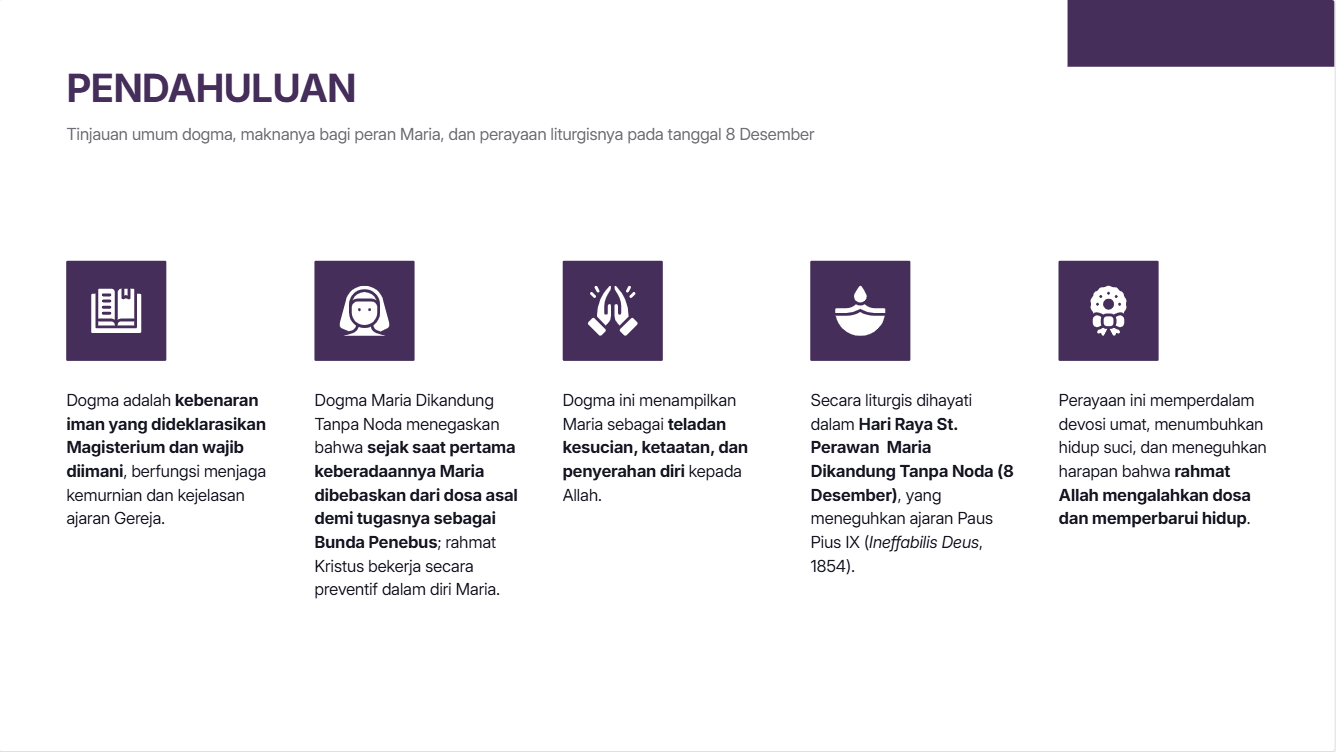 PENDAHULUAN
Tinjauan umum dogma, maknanya bagi peran Maria, dan perayaan liturgisnya pada tanggal 8 Desember
Dogma adalah kebenaran
iman yang dideklarasikan
Magisterium dan wajib
diimani, berfungsi menjaga
kemurnian dan kejelasan
ajaran Gereja.
Dogma Maria Dikandung
Tanpa Noda menegaskan
bahwa sejak saat pertama
keberadaannya Maria
dibebaskan dari dosa asal
demi tugasnya sebagai
Bunda Penebus; rahmat
Kristus bekerja secara
preventif dalam diri Maria.
Dogma ini menampilkan
Maria sebagai teladan
kesucian, ketaatan, dan
penyerahan diri kepada
Allah.
Secara liturgis dihayati
dalam Hari Raya St.
Perawan  Maria
Dikandung Tanpa Noda (8
Desember), yang
meneguhkan ajaran Paus
Pius IX (Ineffabilis Deus,
1854).
Perayaan ini memperdalam
devosi umat, menumbuhkan
hidup suci, dan meneguhkan
harapan bahwa rahmat
Allah mengalahkan dosa
dan memperbarui hidup.